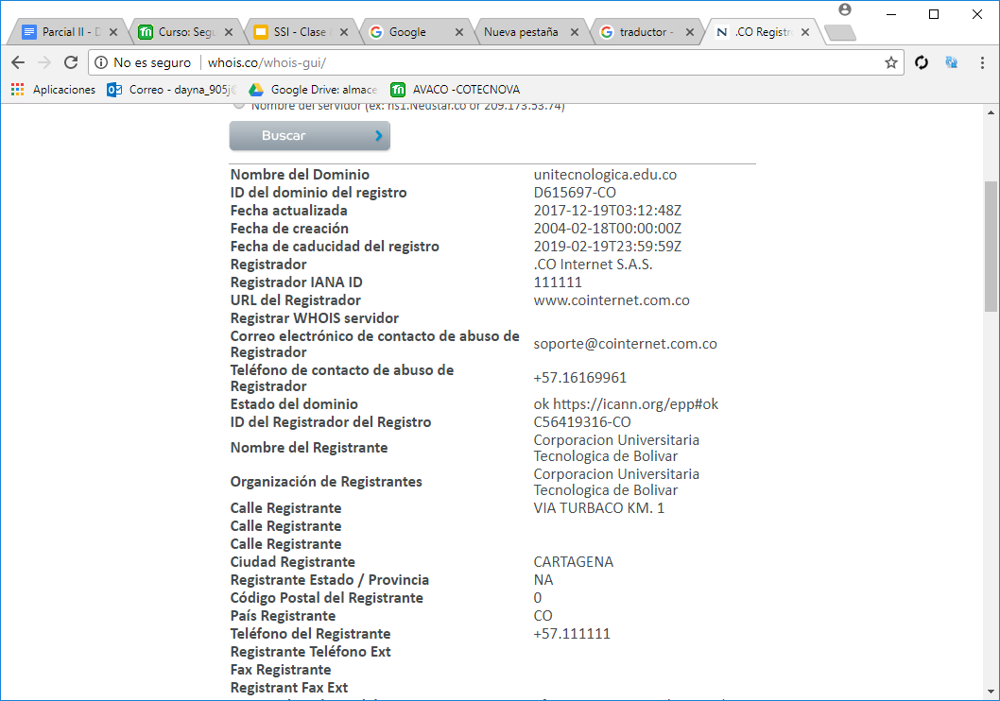 Parcial II - D
Curso: Segu
SSI - Clase
Google
Nueva pestaña
traductor -
.CO Registr
No es seguro whois.co/whois-gui/
Aplicaciones Correo - dayna_905j@ Google Drive: almace AVACO -COTECNOVA
Nombre del servidor (ex: ns1.Neustar.co or 209.173.53.74)
Buscar
Nombre del Dominio unitecnologica.edu.co
ID del dominio del registro D615697-CO
Fecha actualizada 2017-12-19T03:12:48Z
Fecha de creación 2004-02-18T00:00:00Z
Fecha de caducidad del registro 2019-02-19T23:59:59Z
Registrador .CO Internet S.A.S.
Registrador IANA ID 111111
URL del Registrador www.cointernet.com.co
Registrar WHOIS servidor
Correo electrónico de contacto de abuso de
Registrador soporte@cointernet.com.co
Teléfono de contacto de abuso de
Registrador +57.16169961
Estado del dominio ok https://icann.org/epp#ok
ID del Registrador del Registro C56419316-CO
Nombre del Registrante Corporacion Universitaria
Tecnologica de Bolivar
Organización de Registrantes Corporacion Universitaria
Tecnologica de Bolivar
Calle Registrante VIA TURBACO KM. 1
Calle Registrante
Calle Registrante
Ciudad Registrante CARTAGENA
Registrante Estado / Provincia NA
Código Postal del Registrante 0
País Registrante CO
Teléfono del Registrante +57.111111
Registrante Teléfono Ext
Fax Registrante
Registrant Fax Ext